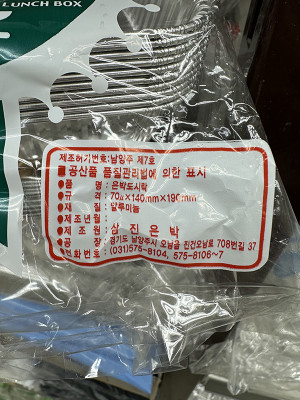 LUNCH BOX
제조허가번호:남양주 제7호
■ 공산품 품질관리법에 의한 표시
● 품 명 : 은박도시락
● 규 격 : 70㎜×140mm×190mm
● 재 질 : 알루미늄
● 제조년월 :
● 제 조 원 : 삼 진 은 박
● 공 장 : 경기도 남양주시 오남읍 진건오남로 708번길 37
● 전화번호 : (031)575-8104, 575-8106~7